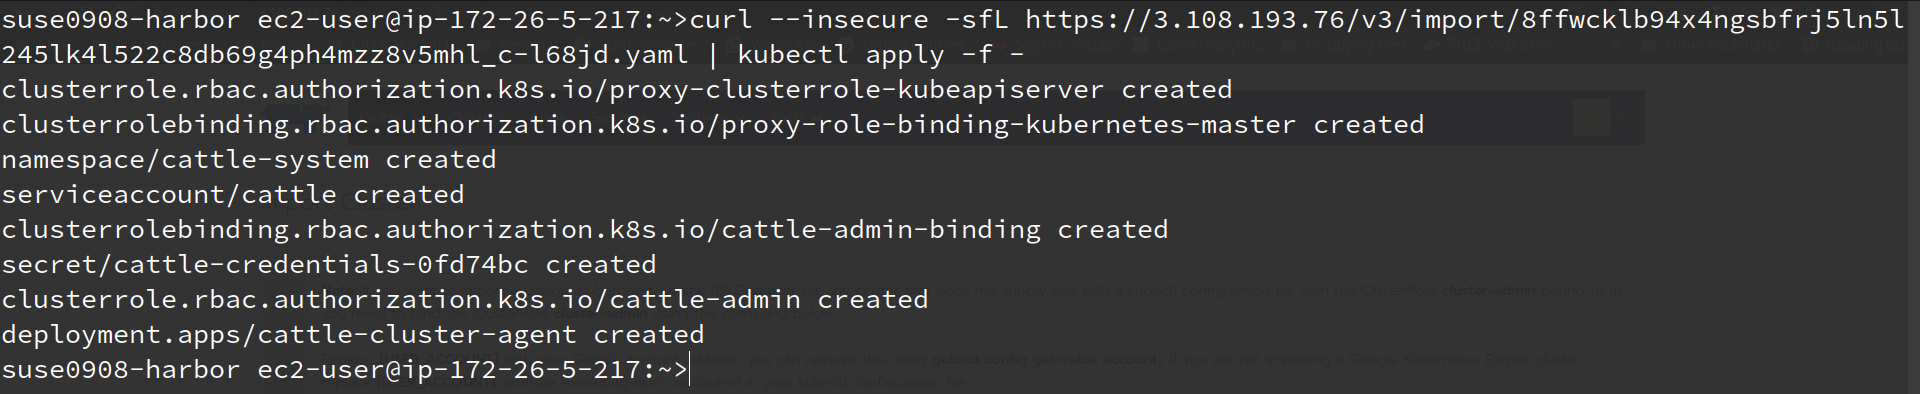 suse0908-harbor ec2-user@ip-172-26-5-217:~>curl --insecure -sfL https://3.108.193.76/v3/import/8ffwcklb94x4ngsbfrj5ln5l
245lk4l522c8db69g4ph4mzz8v5mhl_c-l68jd.yaml | kubectl apply -f -
clusterrole.rbac.authorization.k8s.io/proxy-clusterrole-kubeapiserver created
clusterrolebinding.rbac.authorization.k8s.io/proxy-role-binding-kubernetes-master created
namespace/cattle-system created
serviceaccount/cattle created
clusterrolebinding.rbac.authorization.k8s.io/cattle-admin-binding created
secret/cattle-credentials-0fd74bc created
clusterrole.rbac.authorization.k8s.io/cattle-admin created
deployment.apps/cattle-cluster-agent created
suse0908-harbor ec2-user@ip-172-26-5-217:~>